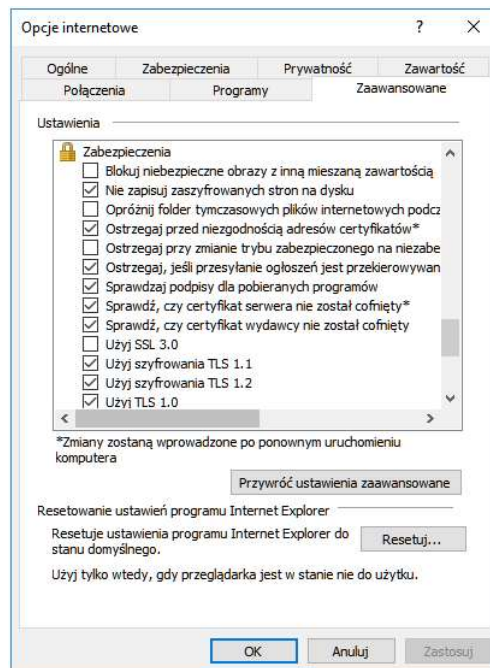 Opcje internetowe
Ogólne Zabezpieczenia Prywatność Zawartość
Połączenia Programy Zaawansowane
Ustawienia
Zabezpieczenia
Blokuj niebezpieczne obrazy z inną mieszaną zawartością
Nie zapisuj zaszyfrowanych stron na dysku
Opróżnij folder tymczasowych plików internetowych podcz
Ostrzegaj przed niezgodnością adresów certyfikatów*
Ostrzegaj przy zmianie trybu zabezpieczonego na niezabe
Ostrzegaj, jeśli przesyłanie ogłoszeń jest przekierowywan
Sprawdzaj podpisy dla pobieranych programów
Sprawdź, czy certyfikat serwera nie został cofnięty*
Sprawdź, czy certyfikat wydawcy nie został cofnięty
Użyj SSL 3.0
Użyj szyfrowania TLS 1.1
Użyj szyfrowania TLS 1.2
Użyj TLS 1.0
*Zmiany zostaną wprowadzone po ponownym uruchomieniu
komputera
Przywróć ustawienia zaawansowane
Resetowanie ustawień programu Internet Explorer
Resetuje ustawienia programu Internet Explorer do
stanu domyślnego.
Resetuj...
Użyj tylko wtedy, gdy przeglądarka jest w stanie nie do użytku.
OK Anuluj Zastosuj